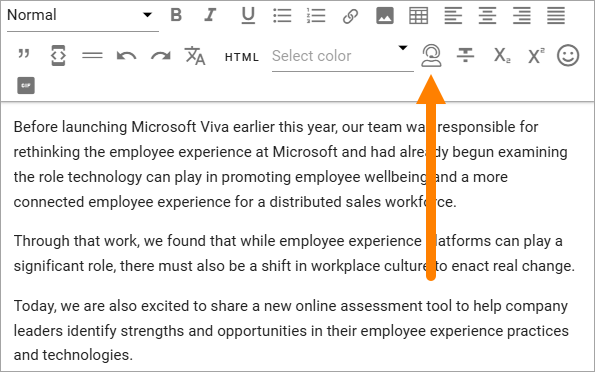 Normal B I U
HTML Select color X₂ X²
GIF
Before launching Microsoft Viva earlier this year, our team was responsible for
rethinking the employee experience at Microsoft and had already begun examining
the role technology can play in promoting employee wellbeing and a more
connected employee experience for a distributed sales workforce.
Through that work, we found that while employee experience platforms can play a
significant role, there must also be a shift in workplace culture to enact real change.
Today, we are also excited to share a new online assessment tool to help company
leaders identify strengths and opportunities in their employee experience practices
and technologies.